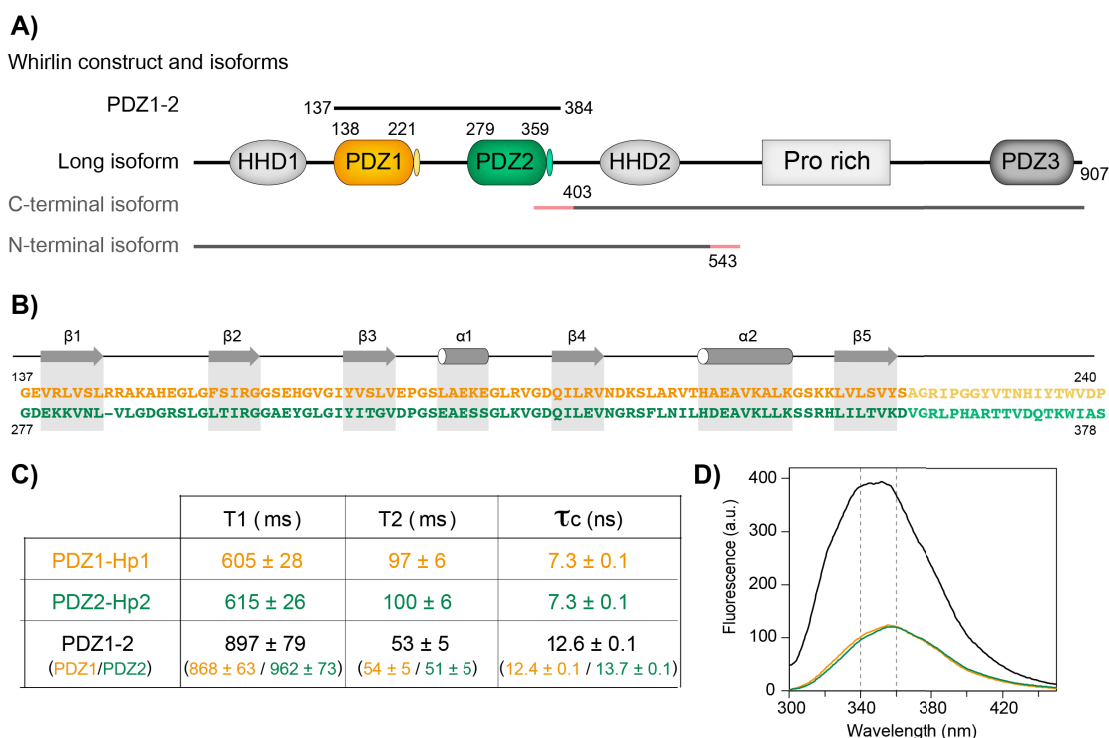 A)
Whirlin construct and isoforms
PDZ1-2 137 384
138 221 279 359
Long isoform HHD1 PDZ1 PDZ2 HHD2 Pro rich PDZ3 907
C-terminal isoform 403
N-terminal isoform
543
B)
β1 β2 β3 α1 β4 α2 β5
137 240
GEVRLVSLRRAKAHEGLGFSIRGGSEHGVGIYVSLVEPGSLAEKEGLRVGDQILRVNDKSLARVTHAEAVKALKGSKKLVLSVYSAGRIPGGYVTNHIYTWVDP
GDEKKVNL–VLGDGRSLGLTIRGGAEYGLGIYITGVDPGSEAESSGLKVGDQILEVNGRSFLNILHDEAVKLLKSSRHLILTVKDVGRLPHARTTVDQTKWIAS
277 378
C)
T1 ( ms) T2 (ms) τc (ns)
PDZ1-Hp1 605 ± 28 97 ± 6 7.3 ± 0.1
PDZ2-Hp2 615 ± 26 100 ± 6 7.3 ± 0.1
PDZ1-2 897 ± 79 53 ± 5 12.6 ± 0.1
(PDZ1/PDZ2) (868 ± 63 / 962 ± 73) (54 ± 5 / 51 ± 5) (12.4 ± 0.1 / 13.7 ± 0.1)
D)
Fluorescence (a.u.)
400
300
200
100
0
300 340 380 420
Wavelength (nm)